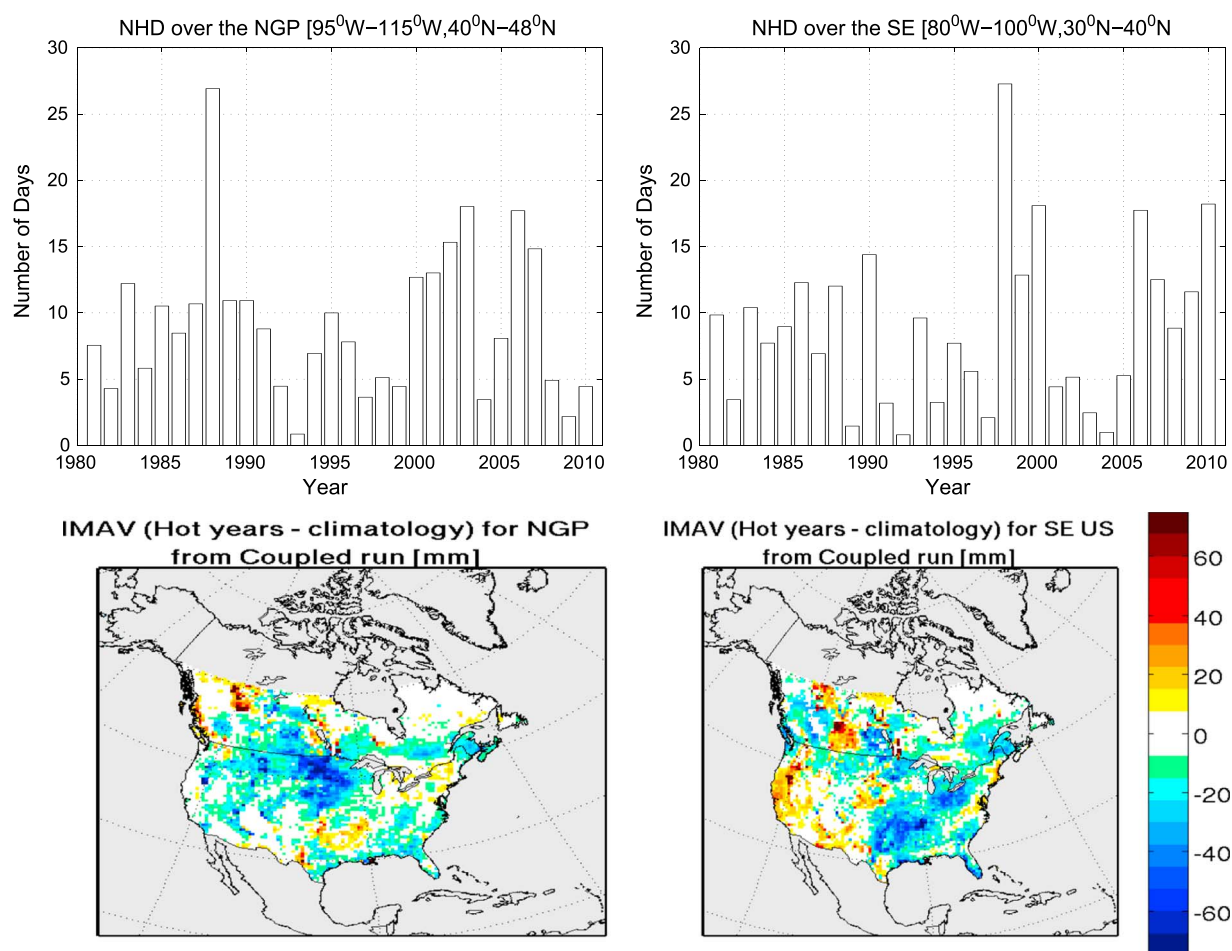 NHD over the NGP [95⁰W−115⁰W,40⁰N−48⁰N
30
25
20
15
10
5
0
Number of Days
1980 1985 1990 1995 2000 2005 2010
Year
NHD over the SE [80⁰W−100⁰W,30⁰N−40⁰N
30
25
20
15
10
5
0
Number of Days
1980 1985 1990 1995 2000 2005 2010
Year
IMAV (Hot years - climatology) for NGP
from Coupled run [mm]
IMAV (Hot years - climatology) for SE US
from Coupled run [mm]
60
40
20
0
-20
-40
-60